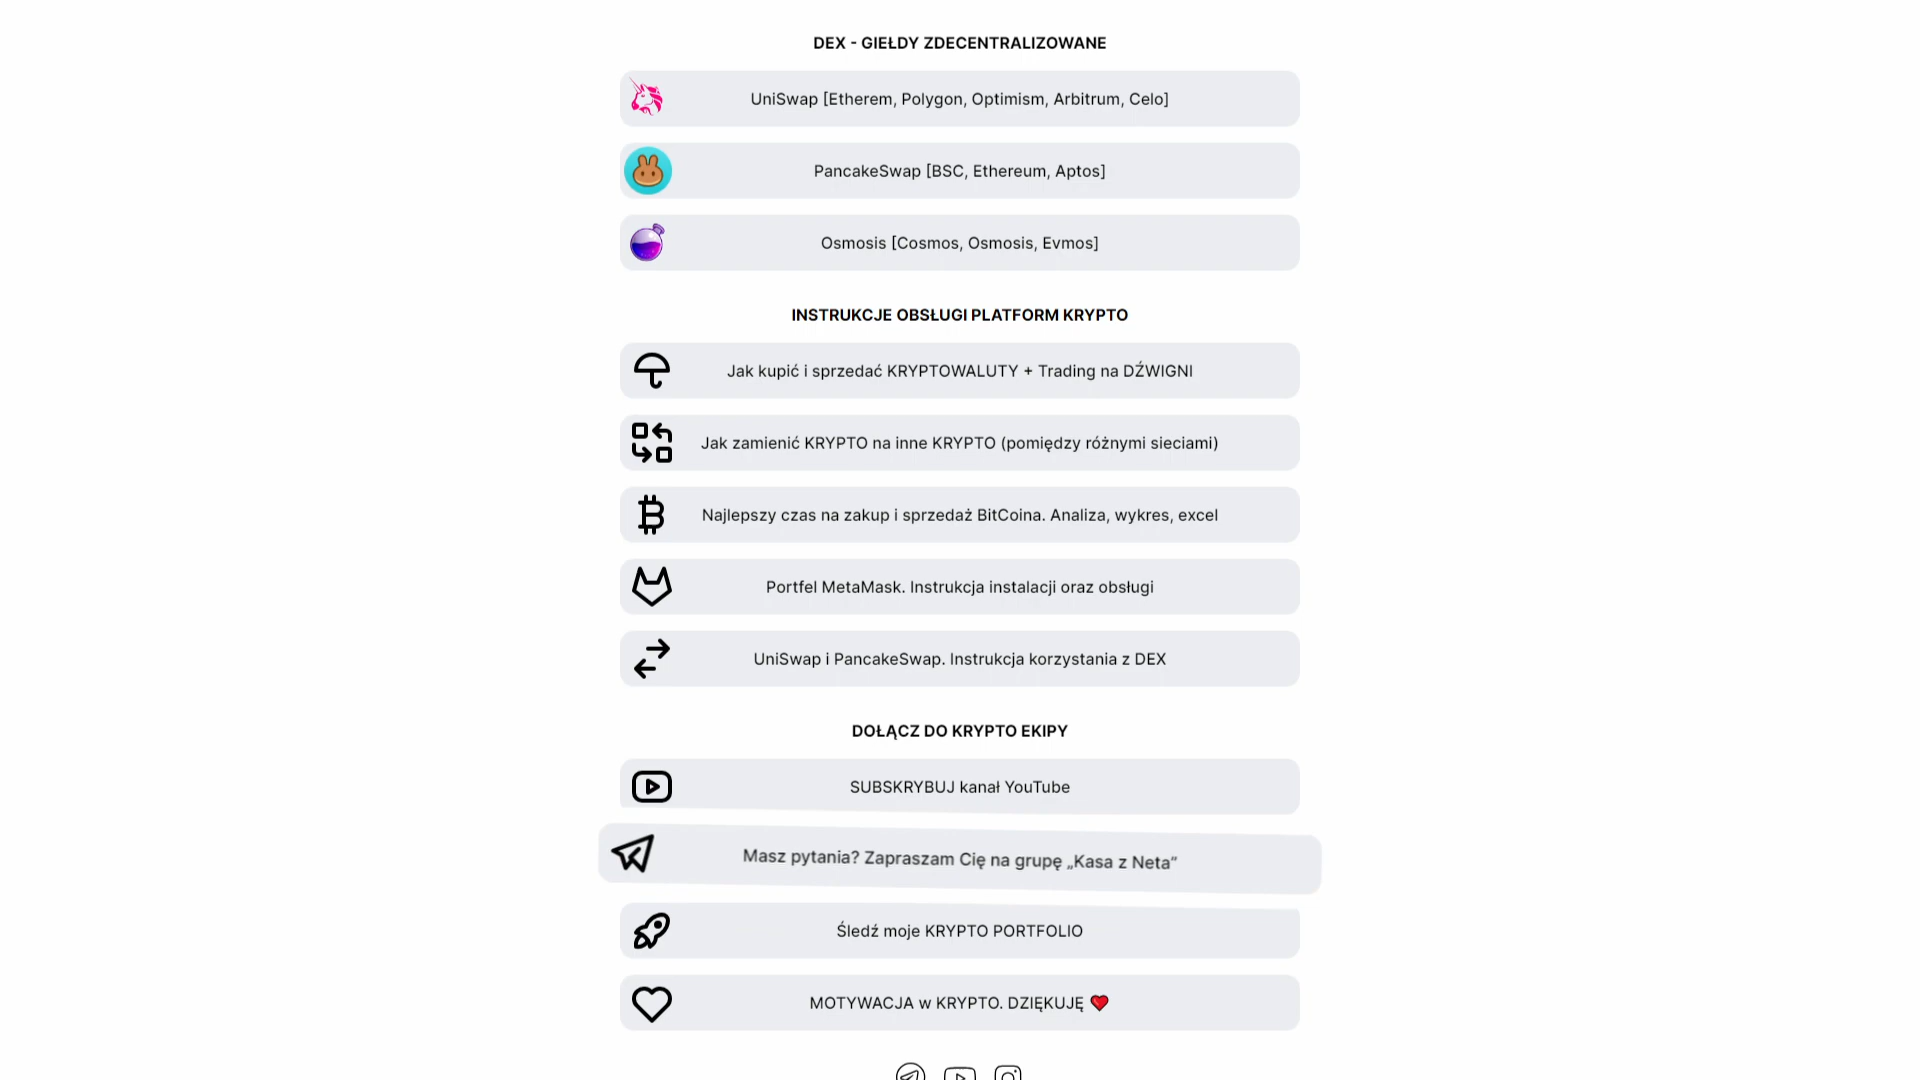 DEX - GIEŁDY ZDECENTRALIZOWANE
UniSwap [Etherem, Polygon, Optimism, Arbitrum, Celo]
PancakeSwap [BSC, Ethereum, Aptos]
Osmosis [Cosmos, Osmosis, Evmos]
INSTRUKCJE OBSŁUGI PLATFORM KRYPTO
Jak kupić i sprzedać KRYPTOWALUTY + Trading na DŹWIGNI
Jak zamienić KRYPTO na inne KRYPTO (pomiędzy różnymi sieciami)
Najlepszy czas na zakup i sprzedaż BitCoina. Analiza, wykres, excel
Portfel MetaMask. Instrukcja instalacji oraz obsługi
UniSwap i PancakeSwap. Instrukcja korzystania z DEX
DOŁĄCZ DO KRYPTO EKIPY
SUBSKRYBUJ kanał YouTube
Masz pytania? Zapraszam Cię na grupę „Kasa z Neta”
Śledź moje KRYPTO PORTFOLIO
MOTYWACJA w KRYPTO. DZIĘKUJĘ ❤️